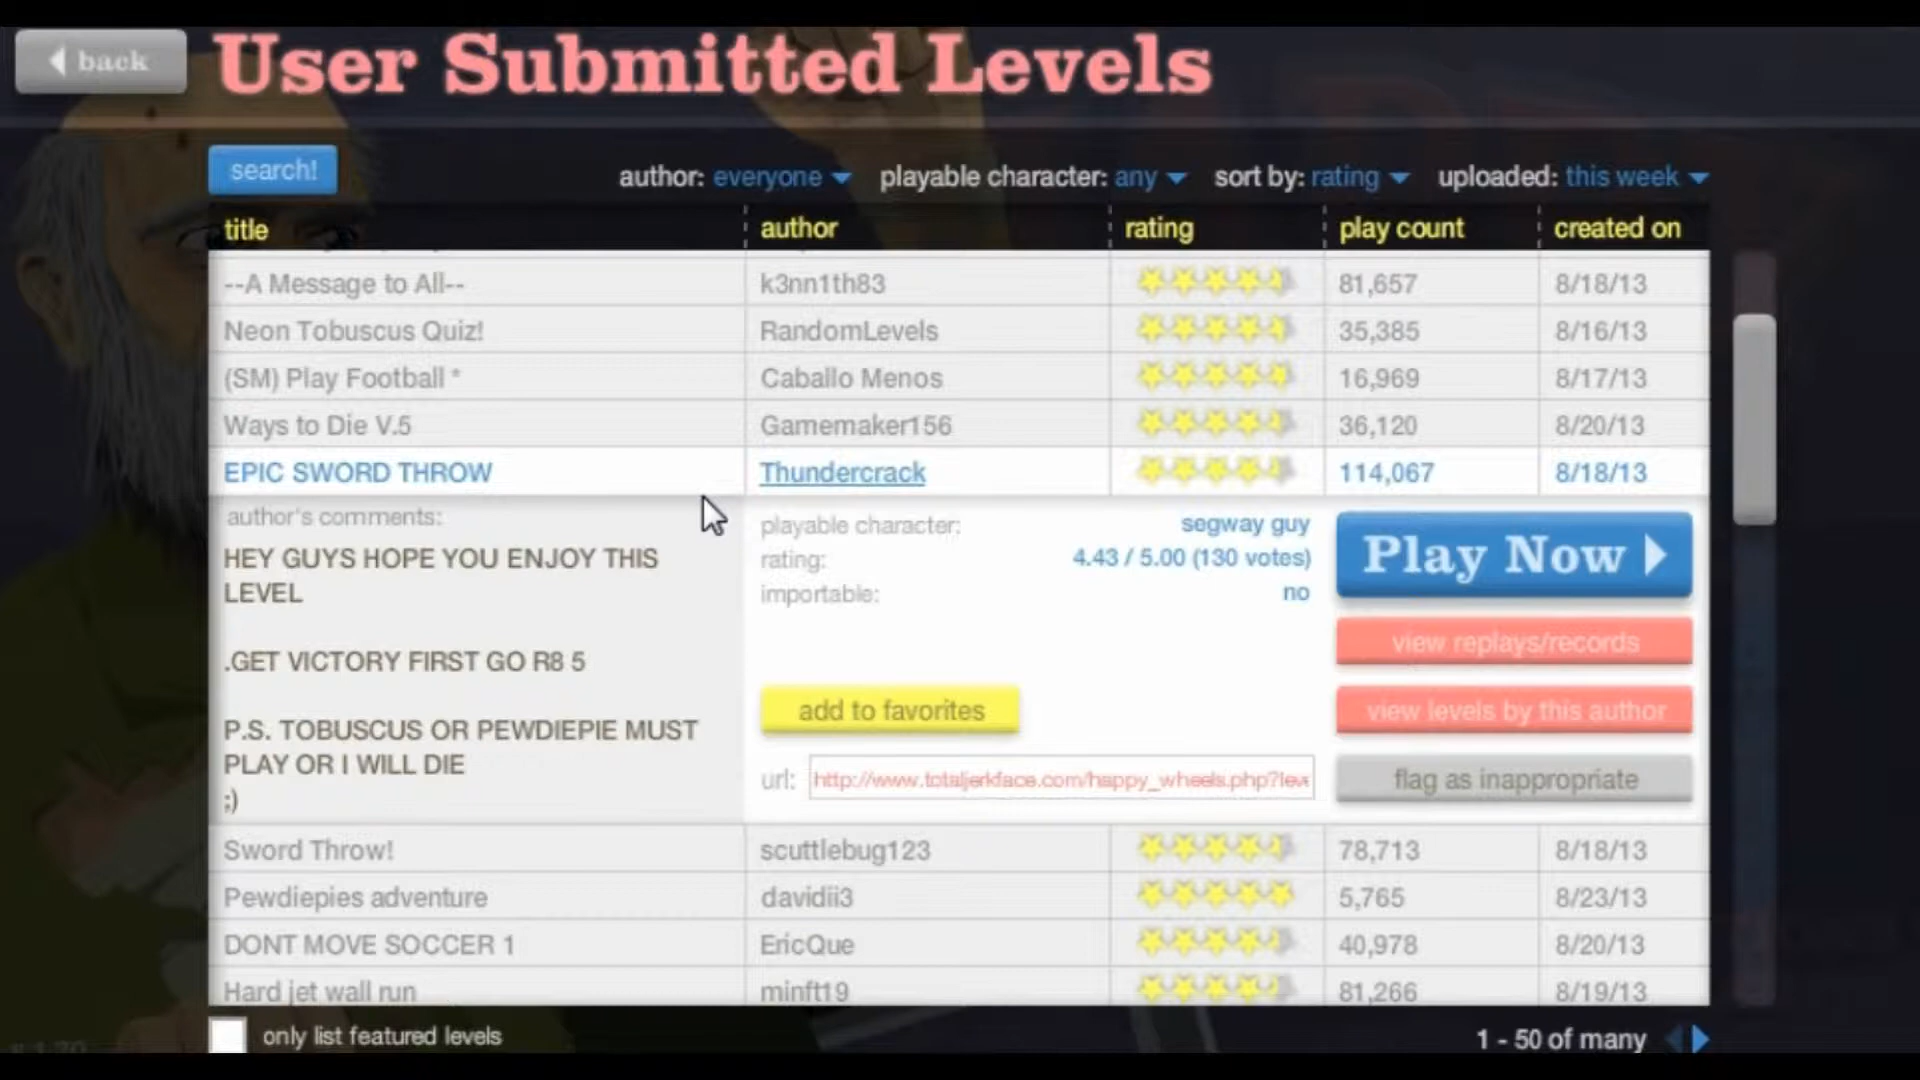 back
User Submitted Levels
search!
author: everyone playable character: any sort by: rating uploaded: this week
title author rating play count created on
--A Message to All-- k3nn1th83 81,657 8/18/13
Neon Tobuscus Quiz! RandomLevels 35,385 8/16/13
(SM) Play Football * Caballo Menos 16,969 8/17/13
Ways to Die V.5 Gamemaker156 36,120 8/20/13
EPIC SWORD THROW Thundercrack 114,067 8/18/13
author's comments:
HEY GUYS HOPE YOU ENJOY THIS
LEVEL
.GET VICTORY FIRST GO R8 5
P.S. TOBUSCUS OR PEWDIEPIE MUST
PLAY OR I WILL DIE
;)
playable character: segway guy
rating: 4.43 / 5.00 (130 votes)
importable: no
add to favorites
url: http://www.totaljerkface.com/happy_wheels.php?leve
Play Now
view replays/records
view levels by this author
flag as inappropriate
Sword Throw! scuttlebug123 78,713 8/18/13
Pewdiepies adventure davidii3 5,765 8/23/13
DONT MOVE SOCCER 1 EricQue 40,978 8/20/13
Hard jet wall run minft19 81,266 8/19/13
only list featured levels
1 - 50 of many